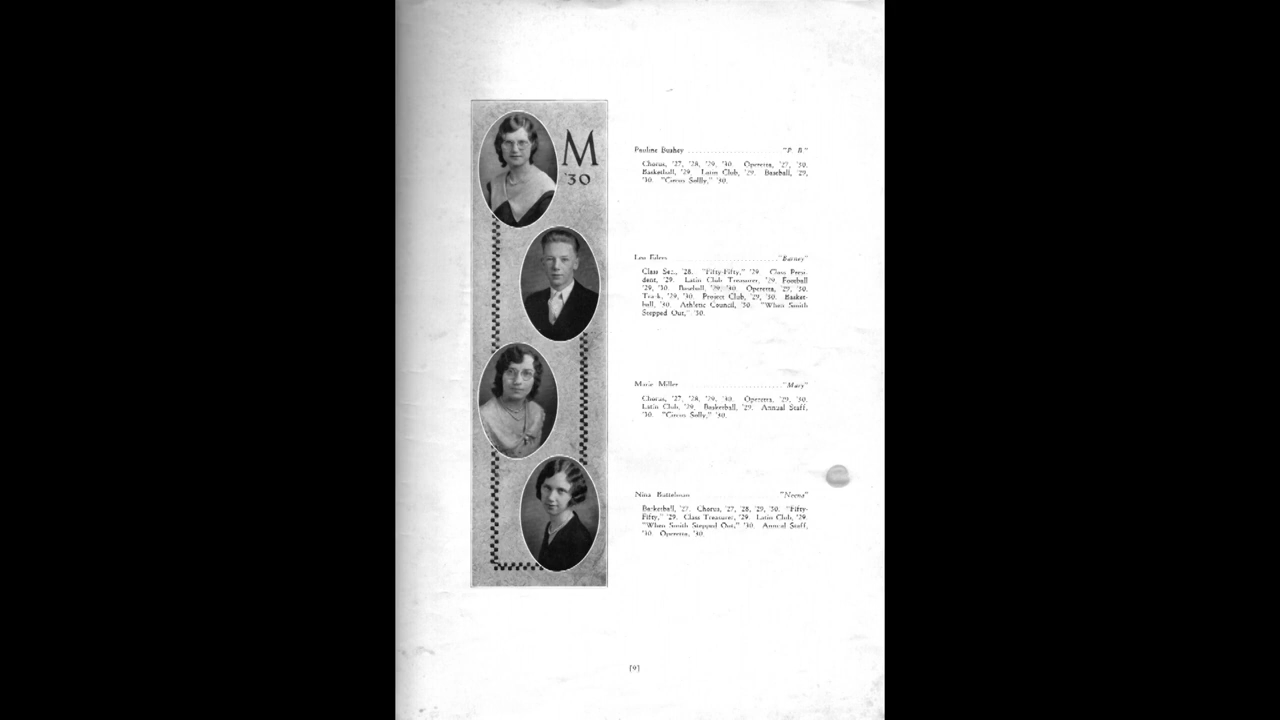 M
'30
Pauline Bushey "P. B"
Chorus, '27, '28, '29, '30. Operetta, '27, '30.
Basketball, '29. Latin Club, '29. Baseball, '29,
'30. "Circus Solly," '30.
Leo Eilers "Barney"
Class Sec., '28. "Fifty-Fifty," '29. Class Presi-
dent, '29. Latin Club Treasurer, '29. Football
'29, '30. Baseball, '29, '30. Operetta, '29, '30.
Track, '29, '30. Project Club, '29, '30. Basket-
ball, '30. Athletic Council, '30. "When Smith
Stepped Out," '30.
Marie Miller "Mary"
Chorus, '27, '28, '29, '30. Operetta, '29, '30.
Latin Club, '29. Basketball, '29. Annual Staff,
'30. "Circus Solly," '30.
Nina Buttelman "Neena"
Basketball, '27. Chorus, '27, '28, '29, '30. "Fifty-
Fifty," '29. Class Treasurer, '29. Latin Club, '29.
"When Smith Stepped Out," '30. Annual Staff,
'30. Operetta, '30.
[9]